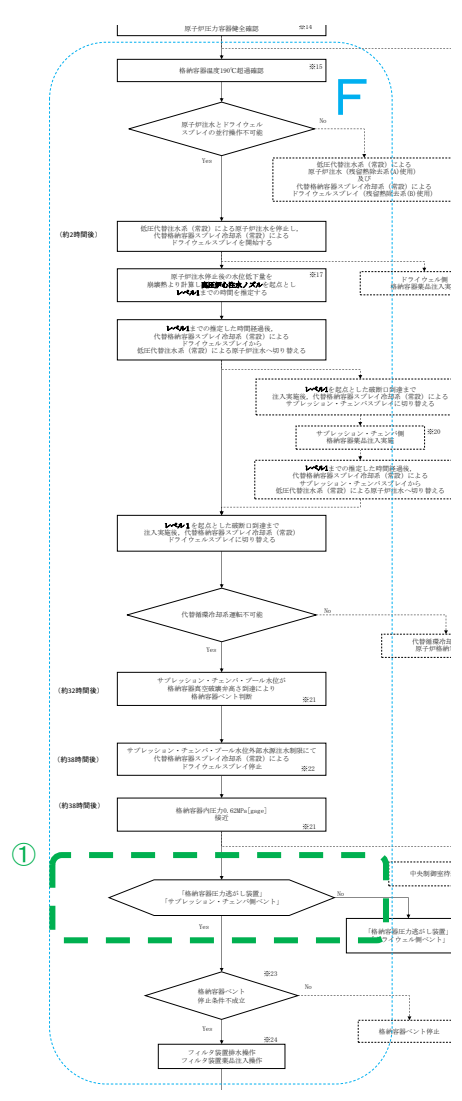 原子炉圧力容器健全確認
※14
格納容器温度190℃超過確認
※15
F
原子炉注水とドライウェル
スプレイの並行操作不可能
No
Yes
低圧代替注水系（常設）による
原子炉注水（残留熱除去系(A)使用）
及び
代替格納容器スプレイ冷却系（常設）による
ドライウェルスプレイ（残留熱除去系(B)使用）
（約2時間後）
低圧代替注水系（常設）による原子炉注水を停止し,
代替格納容器スプレイ冷却系（常設）による
ドライウェルスプレイを開始する
原子炉注水停止後の水位低下量を
※17
崩壊熱より計算し高圧炉心注水ノズルを起点とし
レベル1までの時間を推定する
ドライウェル側
格納容器薬品注入実
レベル1までの推定した時間経過後,
代替格納容器スプレイ冷却系（常設）による
ドライウェルスプレイから
低圧代替注水系（常設）による原子炉注水へ切り替える
レベル1を起点とした破断口到達まで
注入実施後, 代替格納容器スプレイ冷却系（常設）による
サプレッション・チェンバスプレイに切り替える
サプレッション・チェンバ側
格納容器薬品注入実施
※20
レベル1までの推定した時間経過後,
代替格納容器スプレイ冷却系（常設）による
サプレッション・チェンバスプレイから
低圧代替注水系（常設）による原子炉注水へ切り替える
レベル1を起点とした破断口到達まで
注入実施後, 代替格納容器スプレイ冷却系（常設）
ドライウェルスプレイに切り替える
代替循環冷却系運転不可能
No
Yes
代替循環冷却
原子炉格納容
（約32時間後）
サプレッション・チェンバ・プール水位が
格納容器真空破壊弁高さ到達により
格納容器ベント判断
※21
（約38時間後）
サプレッション・チェンバ・プール水位外部水源注水制限にて
代替格納容器スプレイ冷却系（常設）による
ドライウェルスプレイ停止
※22
（約38時間後）
格納容器内圧力0.62MPa[gage]
接近
※21
①
中央制御室待
「格納容器圧力逃がし装置」
「サプレッション・チェンバ側ベント」
No
Yes
「格納容器圧力逃がし装置」
「ドライウェル側ベント」
※23
格納容器ベント
停止条件不成立
No
Yes
格納容器ベント停止
※24
フィルタ装置排水操作
フィルタ装置薬品注入操作